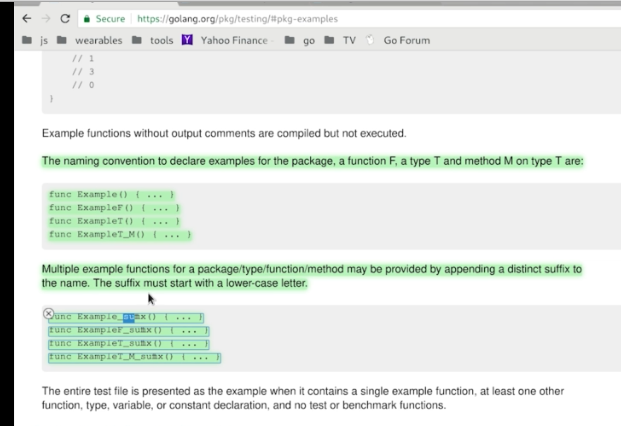 Secure https://golang.org/pkg/testing/#pkg-examples
js wearables tools Y Yahoo Finance - go TV Go Forum
// 1
// 3
// 0
}
Example functions without output comments are compiled but not executed.
The naming convention to declare examples for the package, a function F, a type T and method M on type T are:
func Example() { ... }
func ExampleF() { ... }
func ExampleT() { ... }
func ExampleT_M() { ... }
Multiple example functions for a package/type/function/method may be provided by appending a distinct suffix to
the name. The suffix must start with a lower-case letter.
func Example_suffix() { ... }
func ExampleF_suffix() { ... }
func ExampleT_suffix() { ... }
func ExampleT_M_suffix() { ... }
The entire test file is presented as the example when it contains a single example function, at least one other
function, type, variable, or constant declaration, and no test or benchmark functions.